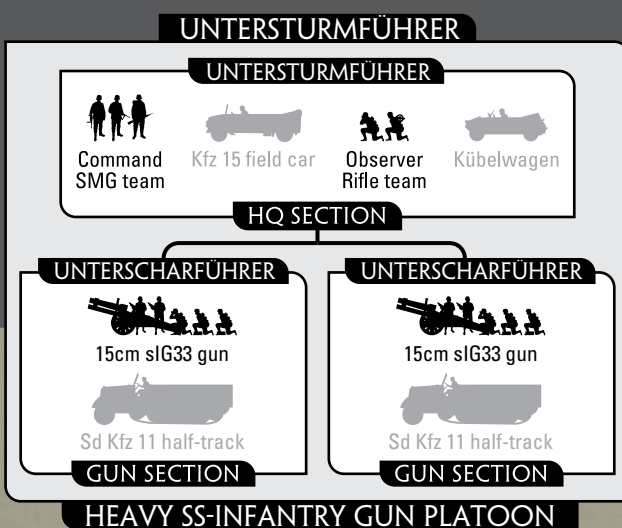 UNTERSTURMFÜHRER
UNTERSTURMFÜHRER
Command
SMG team
Kfz 15 field car
Observer
Rifle team
Kübelwagen
HQ SECTION
UNTERSCHARFÜHRER
15cm sIG33 gun
Sd Kfz 11 half-track
GUN SECTION
UNTERSCHARFÜHRER
15cm sIG33 gun
Sd Kfz 11 half-track
GUN SECTION
HEAVY SS-INFANTRY GUN PLATOON